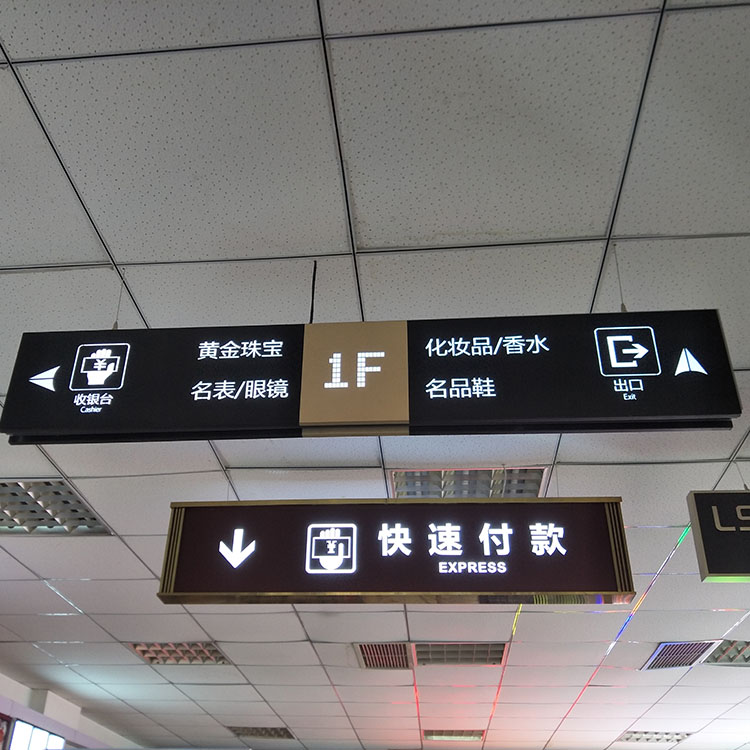 收银台
Cashier
黄金珠宝
名表/眼镜
1F
化妆品/香水
名品鞋
出口
Exit
¥
快速付款
EXPRESS
LS